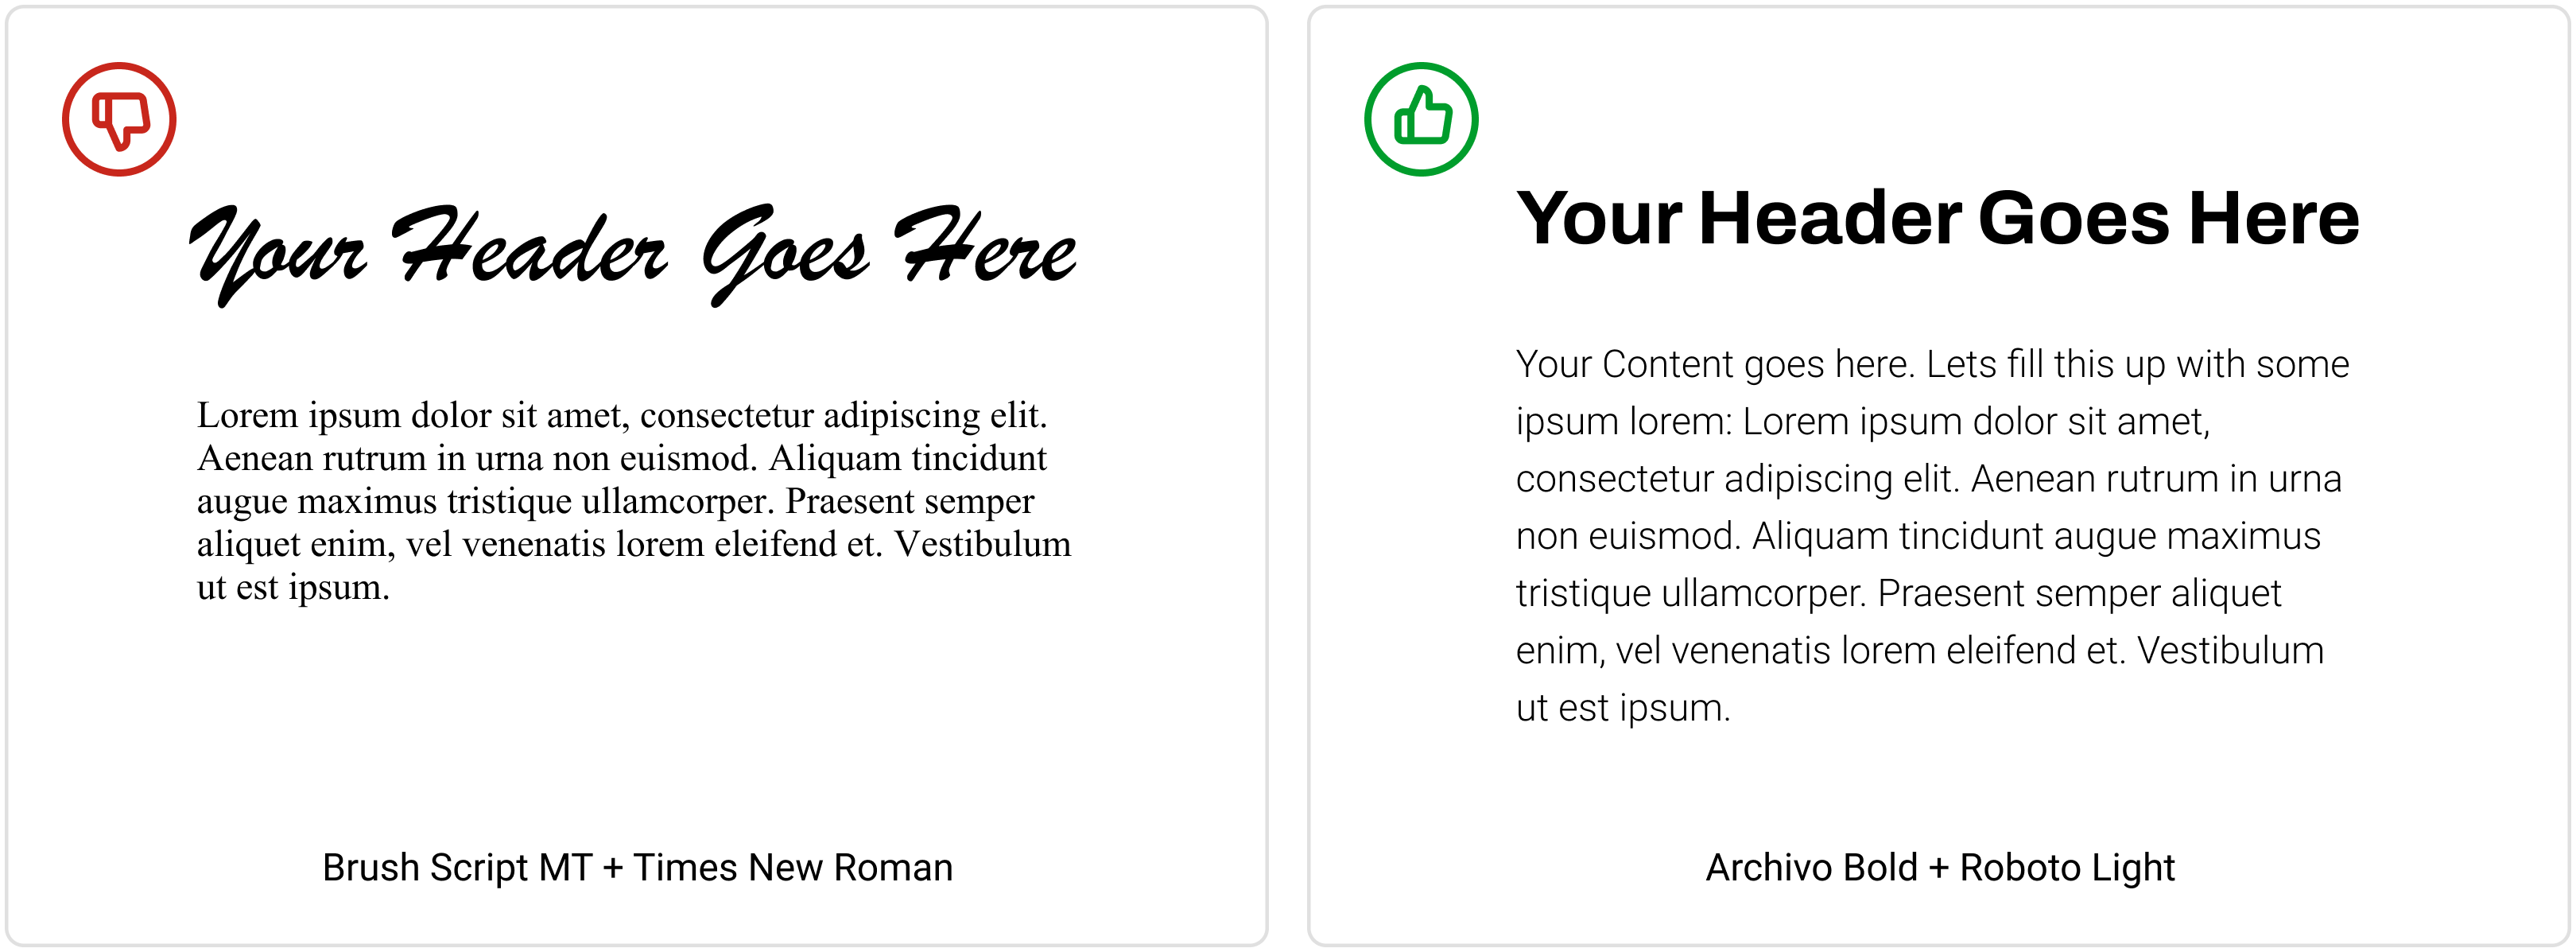 Your Header Goes Here
Lorem ipsum dolor sit amet, consectetur adipiscing elit.
Aenean rutrum in urna non euismod. Aliquam tincidunt
augue maximus tristique ullamcorper. Praesent semper
aliquet enim, vel venenatis lorem eleifend et. Vestibulum
ut est ipsum.
Brush Script MT + Times New Roman
Your Header Goes Here
Your Content goes here. Lets fill this up with some
ipsum lorem: Lorem ipsum dolor sit amet,
consectetur adipiscing elit. Aenean rutrum in urna
non euismod. Aliquam tincidunt augue maximus
tristique ullamcorper. Praesent semper aliquet
enim, vel venenatis lorem eleifend et. Vestibulum
ut est ipsum.
Archivo Bold + Roboto Light